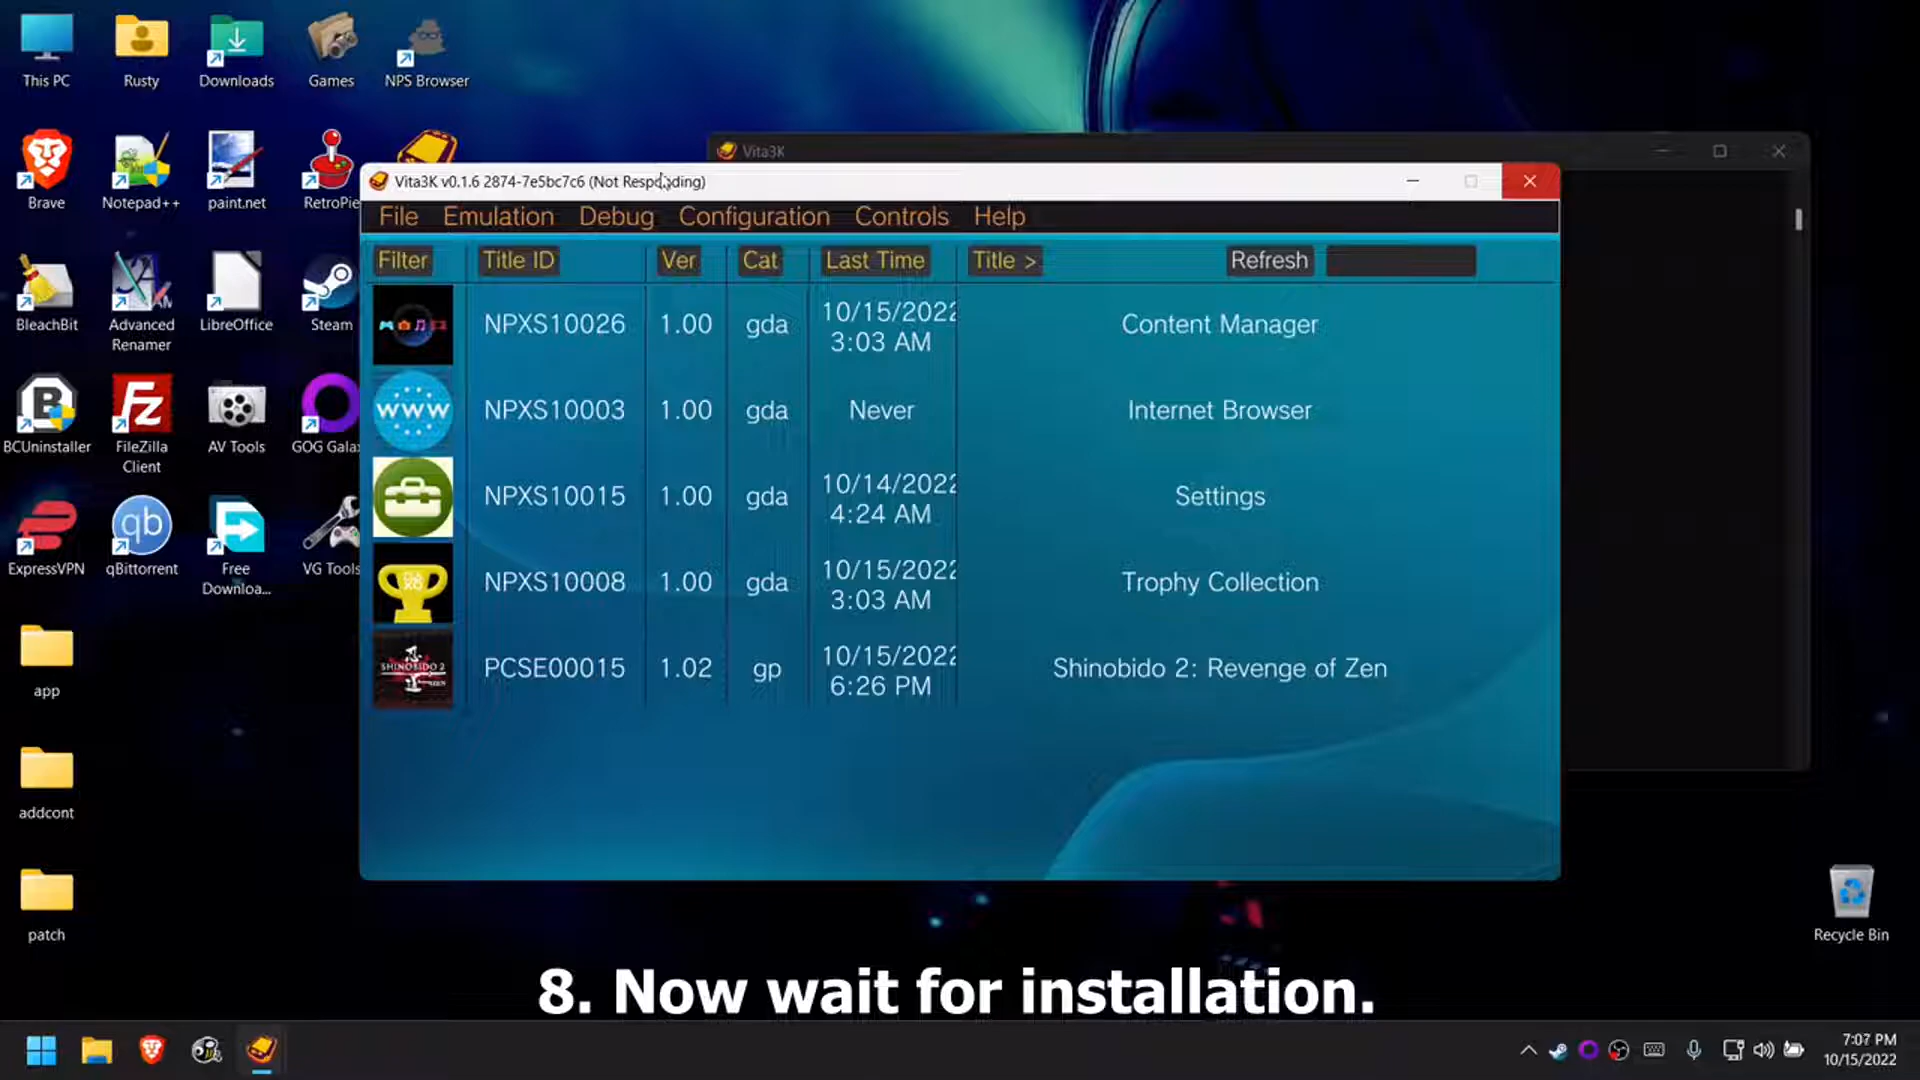 This PC
Rusty
Downloads
Games
NPS Browser
Brave
Notepad++
paint.net
RetroPie
BleachBit
Advanced
Renamer
LibreOffice
Steam
BCUninstaller
FileZilla
Client
AV Tools
GOG Gala
ExpressVPN
qBittorrent
Free
Downloa...
VG Tools
app
addcont
patch
Vita3K
Vita3K v0.1.6 2874-7e5bc7c6 (Not Responding)
File Emulation Debug Configuration Controls Help
Filter Title ID Ver Cat Last Time Title > Refresh
NPXS10026 1.00 gda 10/15/2022 3:03 AM Content Manager
www NPXS10003 1.00 gda Never Internet Browser
NPXS10015 1.00 gda 10/14/2022 4:24 AM Settings
NPXS10008 1.00 gda 10/15/2022 3:03 AM Trophy Collection
SHINOBIDO 2 PCSE00015 1.02 gp 10/15/2022 6:26 PM Shinobido 2: Revenge of Zen
Recycle Bin
8. Now wait for installation.
7:07 PM
10/15/2022